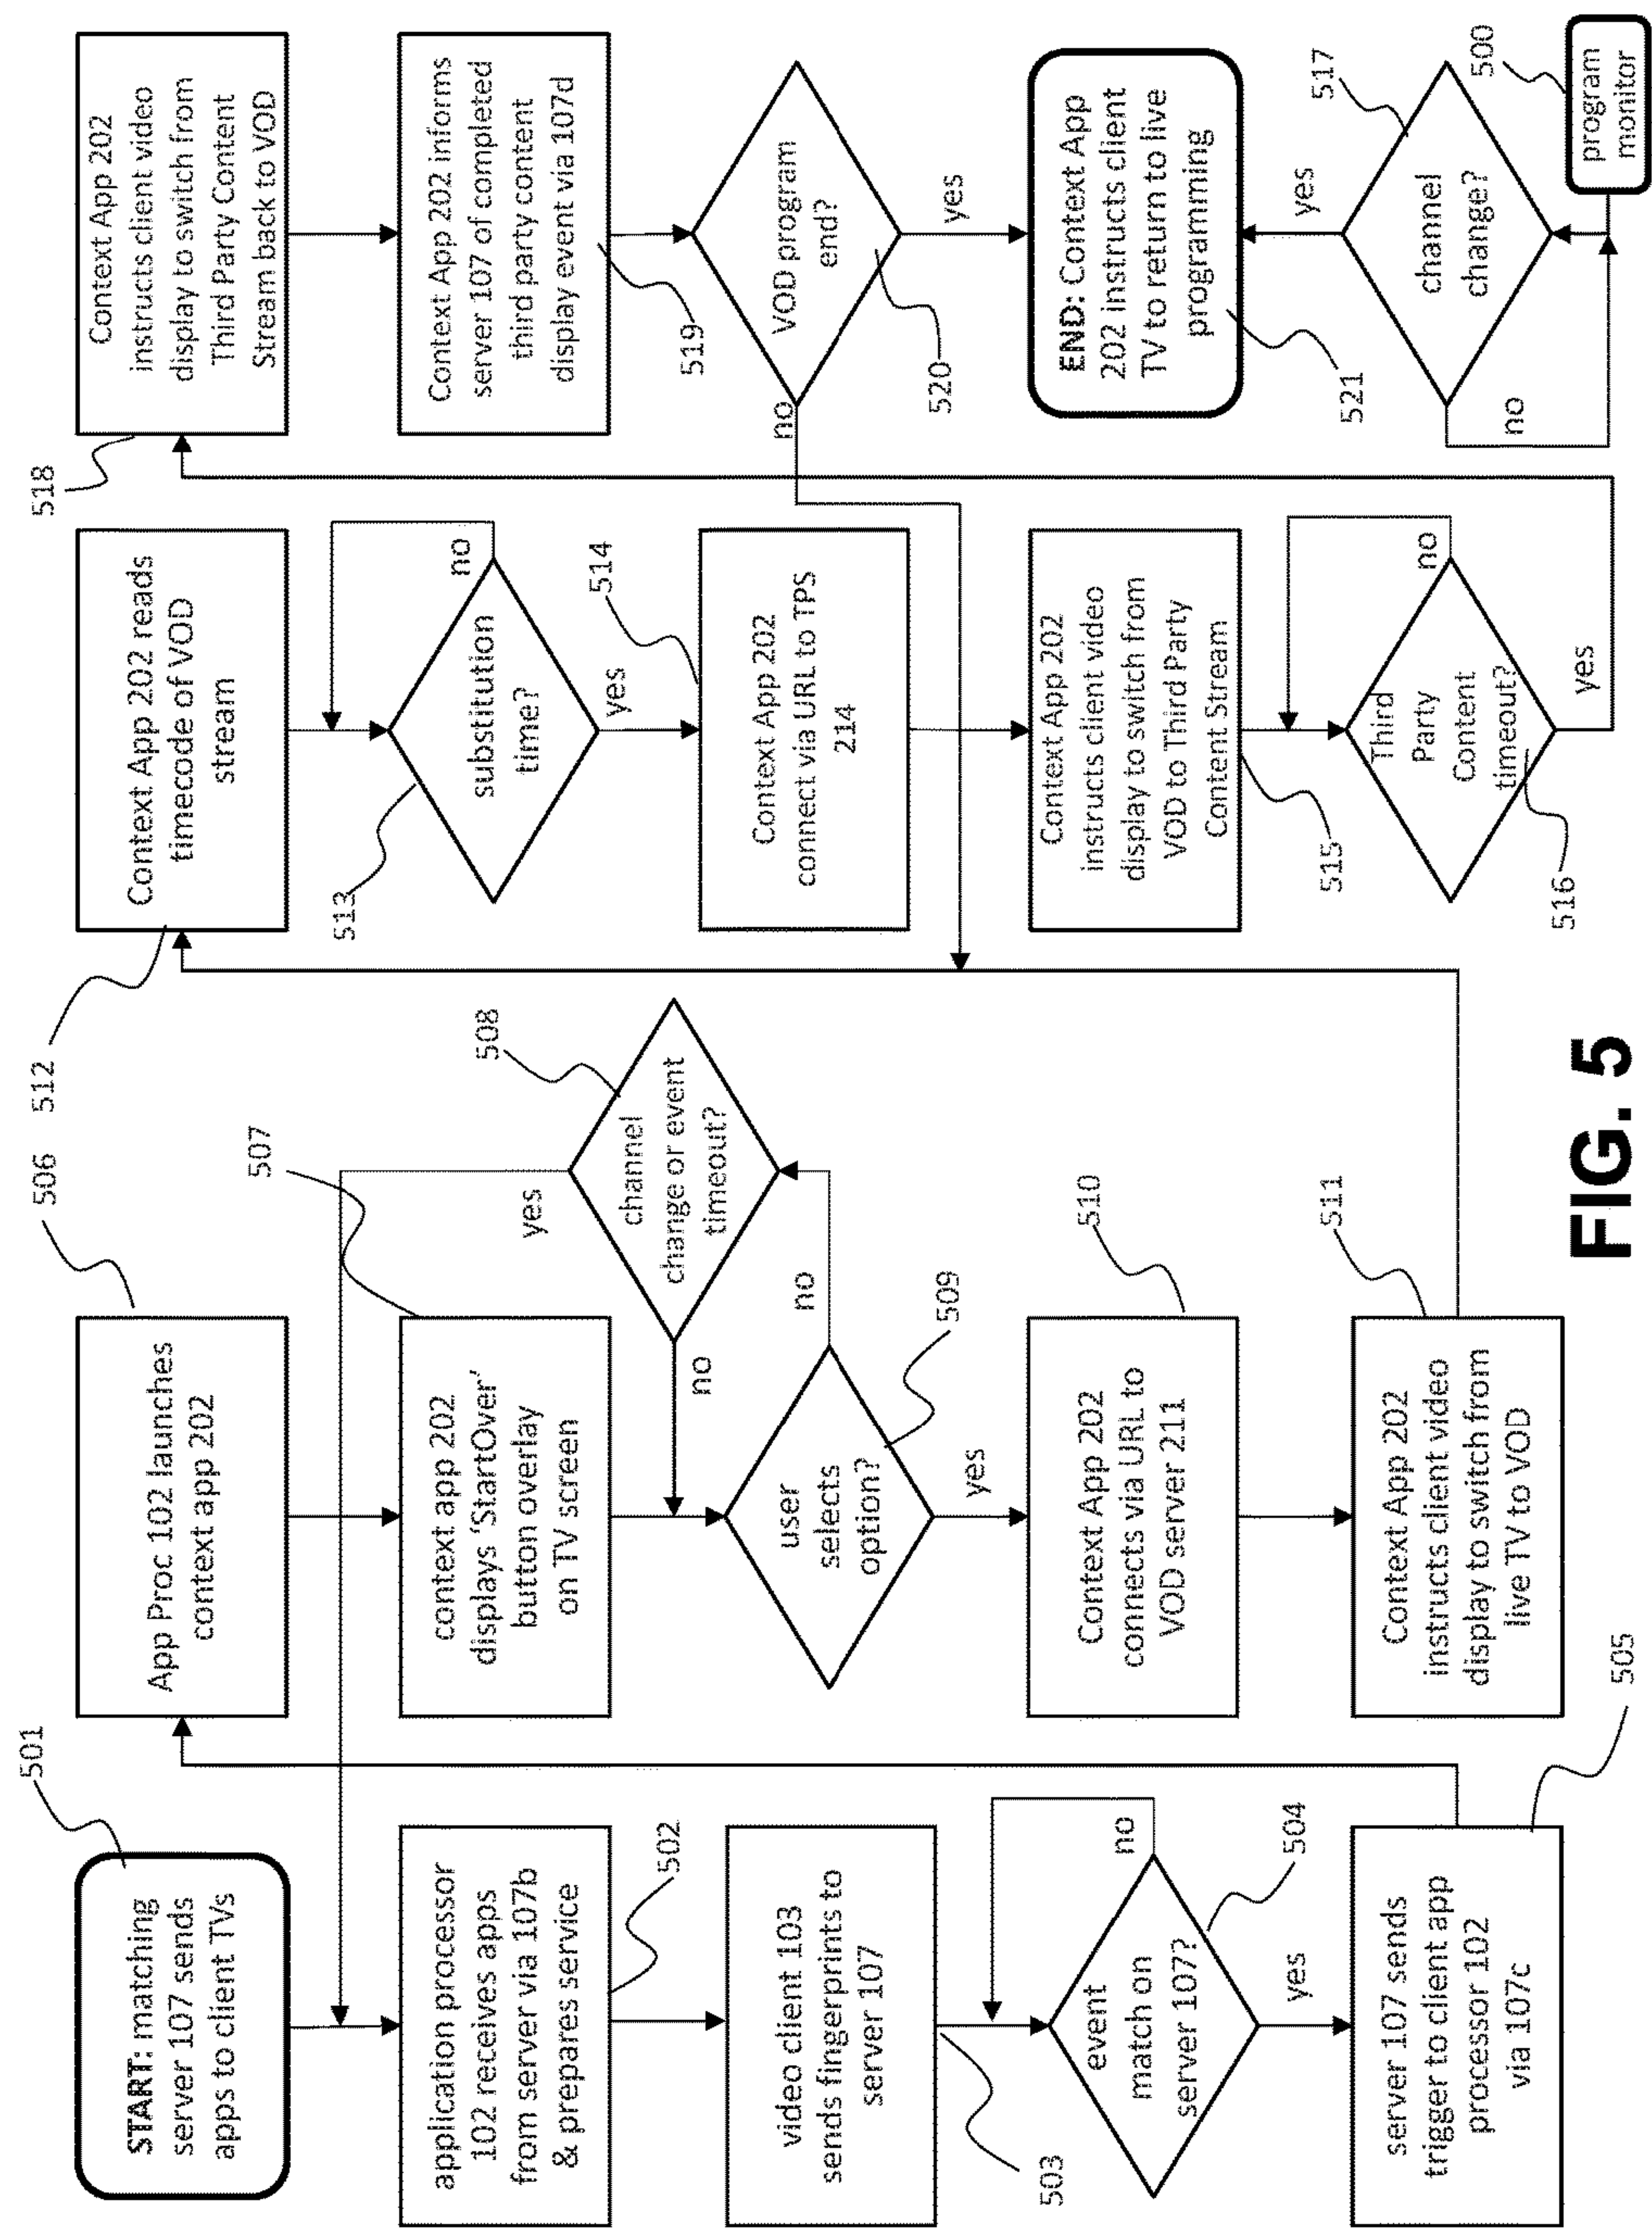 501
START: matching
server 107 sends
apps to client TVs
application processor
102 receives apps
from server via 107b
& prepares service
502
video client 103
sends fingerprints to
server 107
503
event
match on
server 107?
no
yes
504
server 107 sends
trigger to client app
processor 102
via 107c
505
506
App Proc 102 launches
context app 202
507
context app 202
displays ‘StartOver’
button overlay
on TV screen
508
channel
change or event
timeout?
yes
no
user
selects
option?
no
yes
509
Context App 202
connects via URL to
VOD server 211
510
Context App 202
instructs client video
display to switch from
live TV to VOD
511
512
Context App 202 reads
timecode of VOD
stream
substitution
time?
no
yes
513
514
Context App 202
connect via URL to TPS
214
Context App 202
instructs client video
display to switch from
VOD to Third Party
Content Stream
515
Third
Party
Content
timeout?
no
yes
516
518
Context App 202
instructs client video
display to switch from
Third Party Content
Stream back to VOD
Context App 202 informs
server 107 of completed
third party content
display event via 107d
519
VOD program
end?
no
yes
520
END: Context App
202 instructs client
TV to return to live
programming
521
yes
channel
change?
no
517
500
program
monitor
FIG. 5